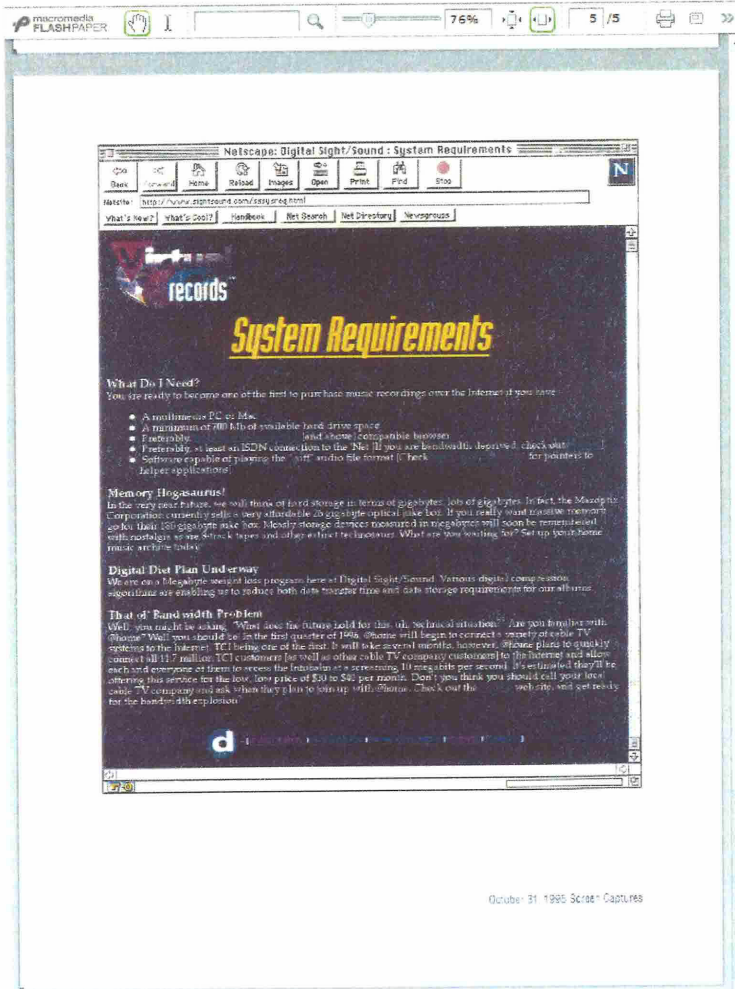 macromedia
FLASHPAPER
76%
5 /5
Netscape: Digital Sight/Sound : System Requirements
Back Forward Home Reload Images Open Print Find Stop
N
Netsite: http://www.sightsound.com/sssysreq.html
What's New? What's Cool? Handbook Net Search Net Directory Newsgroups
Virtual
records
System Requirements
What Do I Need?
You are ready to become one of the first to purchase music recordings over the Internet if you have
A multimedia PC or Mac
A minimum of 700 Mb of available hard drive space
Preferably, [and above] compatible browser
Preferably, at least an ISDN connection to the 'Net [If you are bandwidth deprived, check out ]
Software capable of playing the ".aiff" audio file format [Check for pointers to
helper applications]
Memory Hogasaurus!
In the very near future, we will think of hard storage in terms of gigabytes, lots of gigabytes. In fact, the Maxoptix
Corporation currently sells a very affordable 26 gigabyte optical juke box. If you really want massive memory
go for their 186 gigabyte juke box. Measly storage devices measured in megabytes will soon be remembered
with nostalgia as are 8-track tapes and other extinct technosaurs. What are you waiting for? Set up your home
music archive today
Digital Diet Plan Underway
We are on a Megabyte weight loss program here at Digital Sight/Sound. Various digital compression
algorithms are enabling us to reduce both data transfer time and data storage requirements for our albums.
That ol' Bandwidth Problem
Well, you might be asking, "What does the future hold for this, uh, technical situation?" Are you familiar with
@home? Well you should be! In the first quarter of 1996, @home will begin to connect a variety of cable TV
systems to the Internet, TCI being one of the first. It will take several months, however, @home plans to quickly
connect all 11.7 million TCI customers [as well as other cable TV company customers] to the Internet and allow
each and everyone of them to access the Infobahn at a screaming 10 megabits per second. It's estimated they'll be
offering this service for the low, low price of $30 to $40 per month. Don't you think you should call your local
cable TV company and ask when they plan to join up with @home. Check out the web site, and get ready
for the bandwidth explosion
d
October 31, 1995 Screen Captures